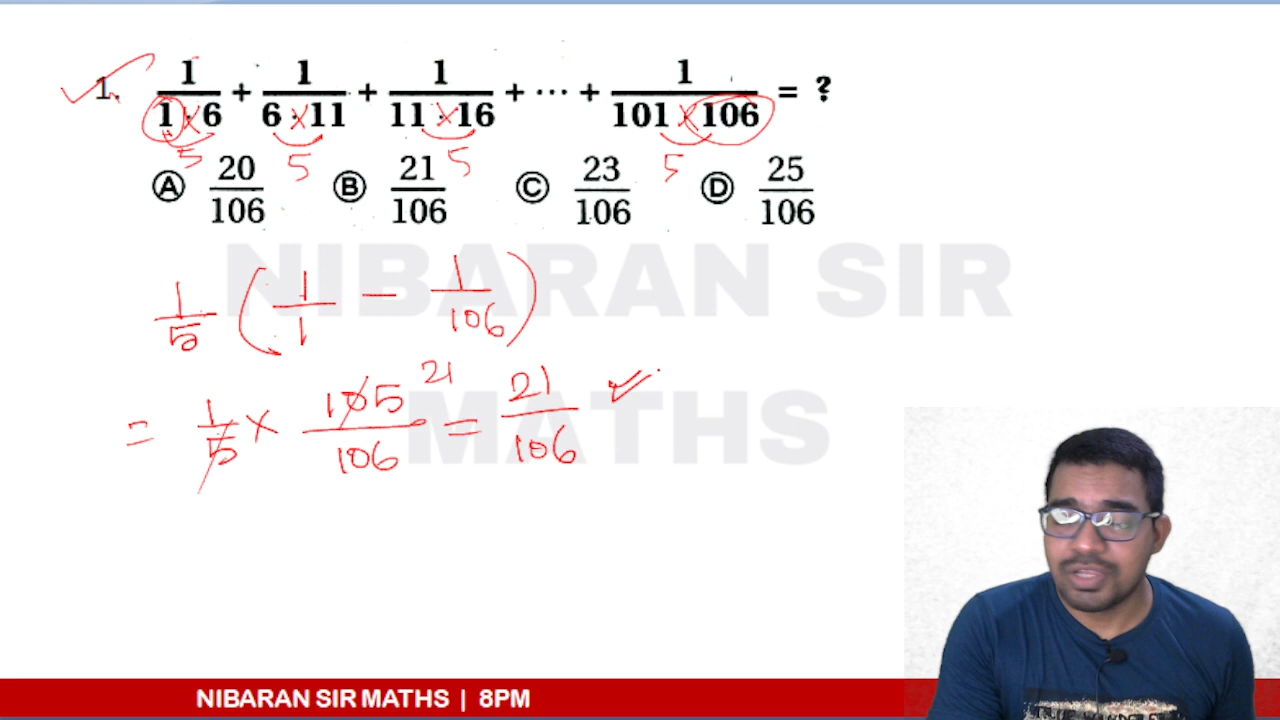 1. 1/(1·6) + 1/(6·11) + 1/(11·16) + ··· + 1/(101·106) = ?
5 5 5 5
Ⓐ 20/106 Ⓑ 21/106 Ⓒ 23/106 Ⓓ 25/106
NIBARAN SIR
MATHS
1/5 (1/1 − 1/106)
= 1/5 × 105/106 21 = 21/106
NIBARAN SIR MATHS | 8PM